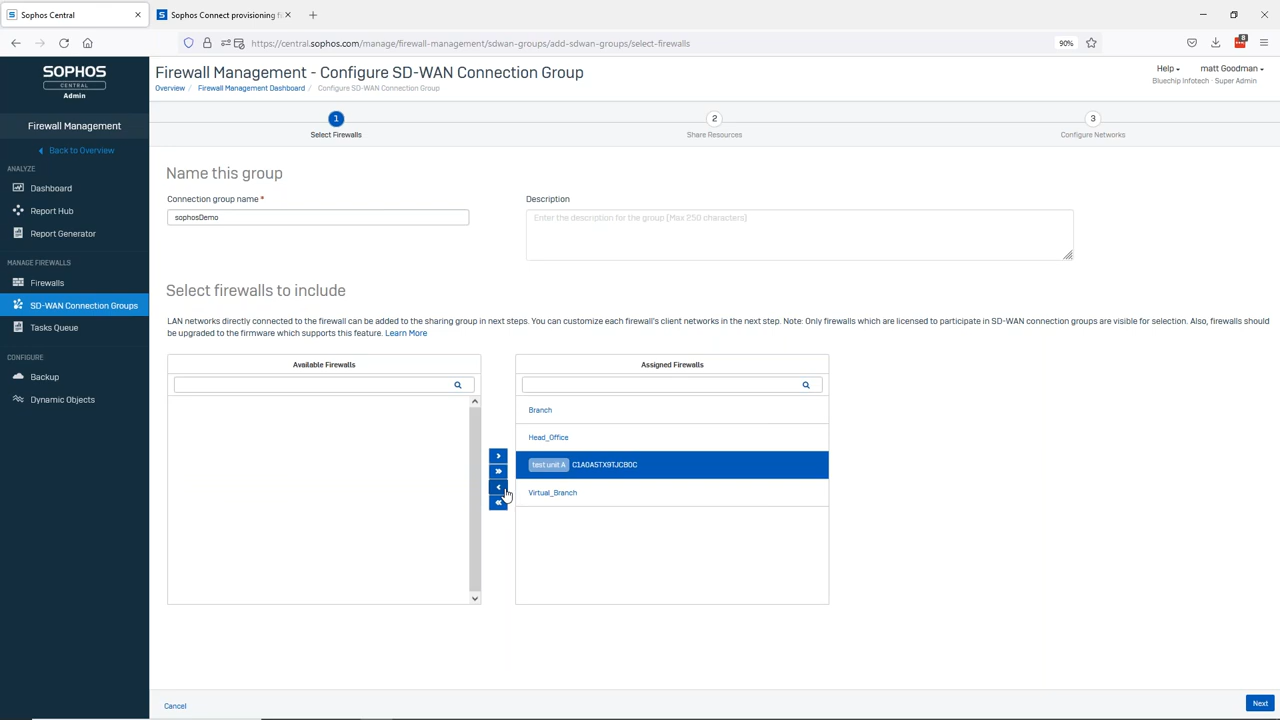 Sophos Central
Sophos Connect provisioning f
https://central.sophos.com/manage/firewall-management/sdwan-groups/add-sdwan-groups/select-firewalls
90%
8
SOPHOS
CENTRAL
Admin
Firewall Management
Back to Overview
ANALYZE
Dashboard
Report Hub
Report Generator
MANAGE FIREWALLS
Firewalls
SD-WAN Connection Groups
Tasks Queue
CONFIGURE
Backup
Dynamic Objects
Firewall Management - Configure SD-WAN Connection Group
Overview / Firewall Management Dashboard / Configure SD-WAN Connection Group
Help
matt Goodman
Bluechip Infotech · Super Admin
1
Select Firewalls
2
Share Resources
3
Configure Networks
Name this group
Connection group name *
sophosDemo
Description
Enter the description for the group (Max 250 characters)
Select firewalls to include
LAN networks directly connected to the firewall can be added to the sharing group in next steps. You can customize each firewall's client networks in the next step. Note: Only firewalls which are licensed to participate in SD-WAN connection groups are visible for selection. Also, firewalls should
be upgraded to the firmware which supports this feature. Learn More
Available Firewalls
Assigned Firewalls
Branch
Head_Office
test unit A C1A0A5TX9TJCB0C
Virtual_Branch
Cancel
Next